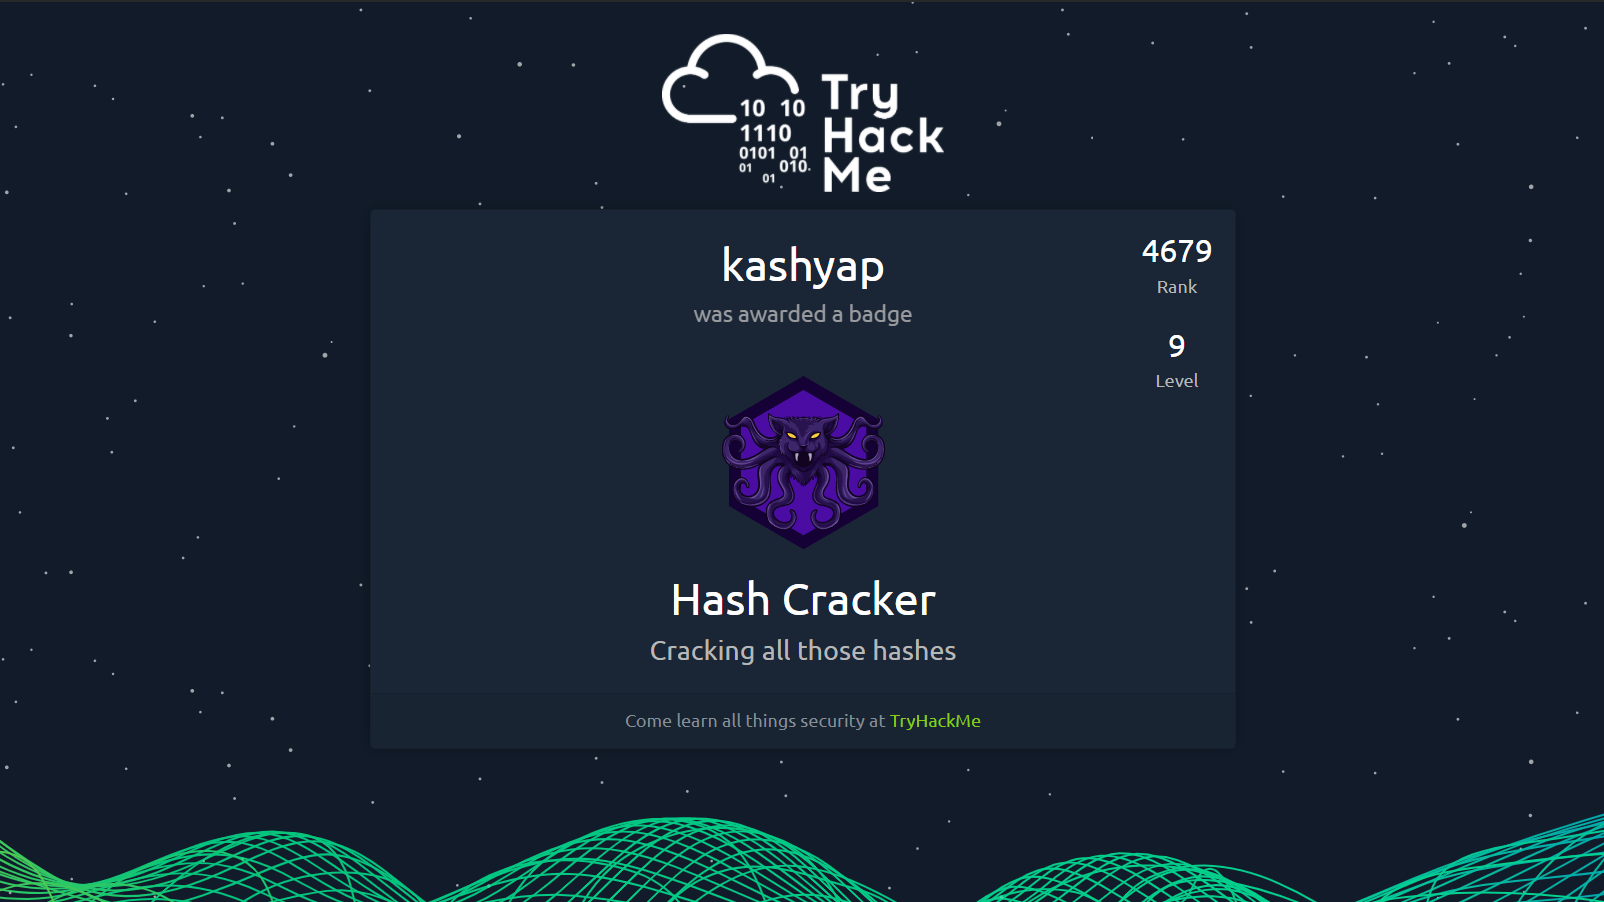 10 10
1110
0101 01
01 010.
01
Try
Hack
Me
kashyap
was awarded a badge
4679
Rank
9
Level
Hash Cracker
Cracking all those hashes
Come learn all things security at TryHackMe